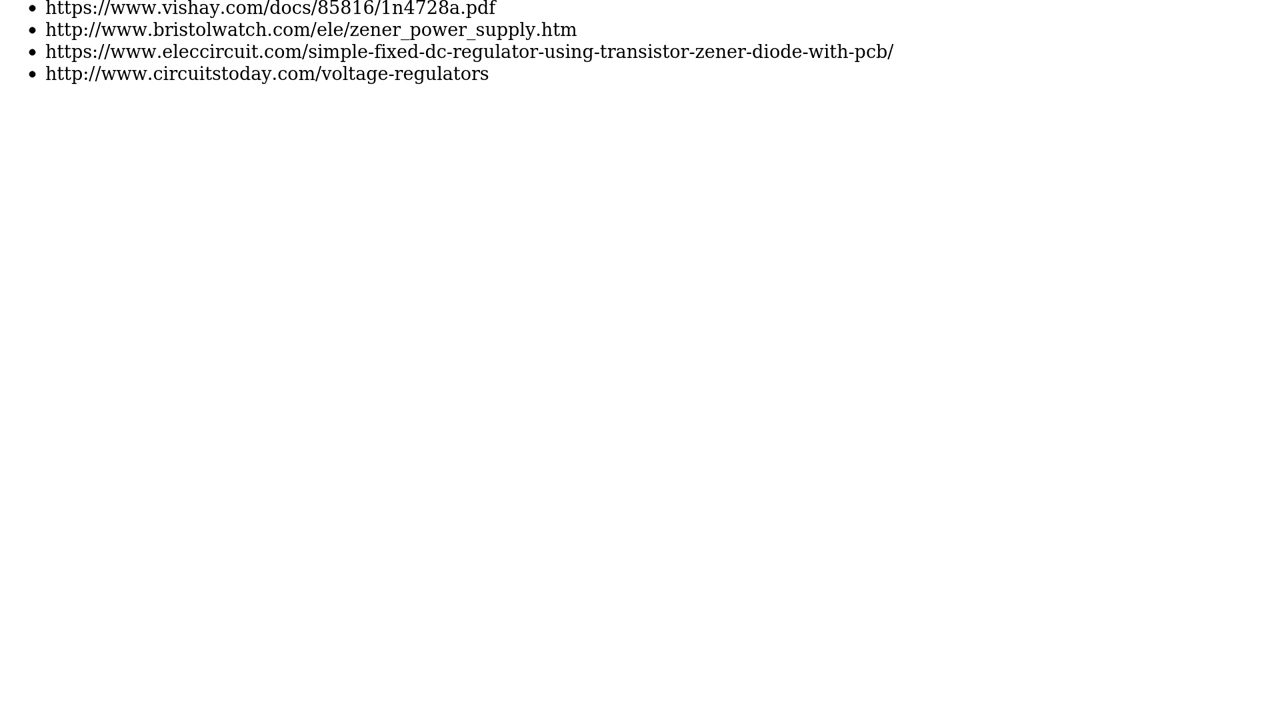 • https://www.vishay.com/docs/85816/1n4728a.pdf
• http://www.bristolwatch.com/ele/zener_power_supply.htm
• https://www.eleccircuit.com/simple-fixed-dc-regulator-using-transistor-zener-diode-with-pcb/
• http://www.circuitstoday.com/voltage-regulators